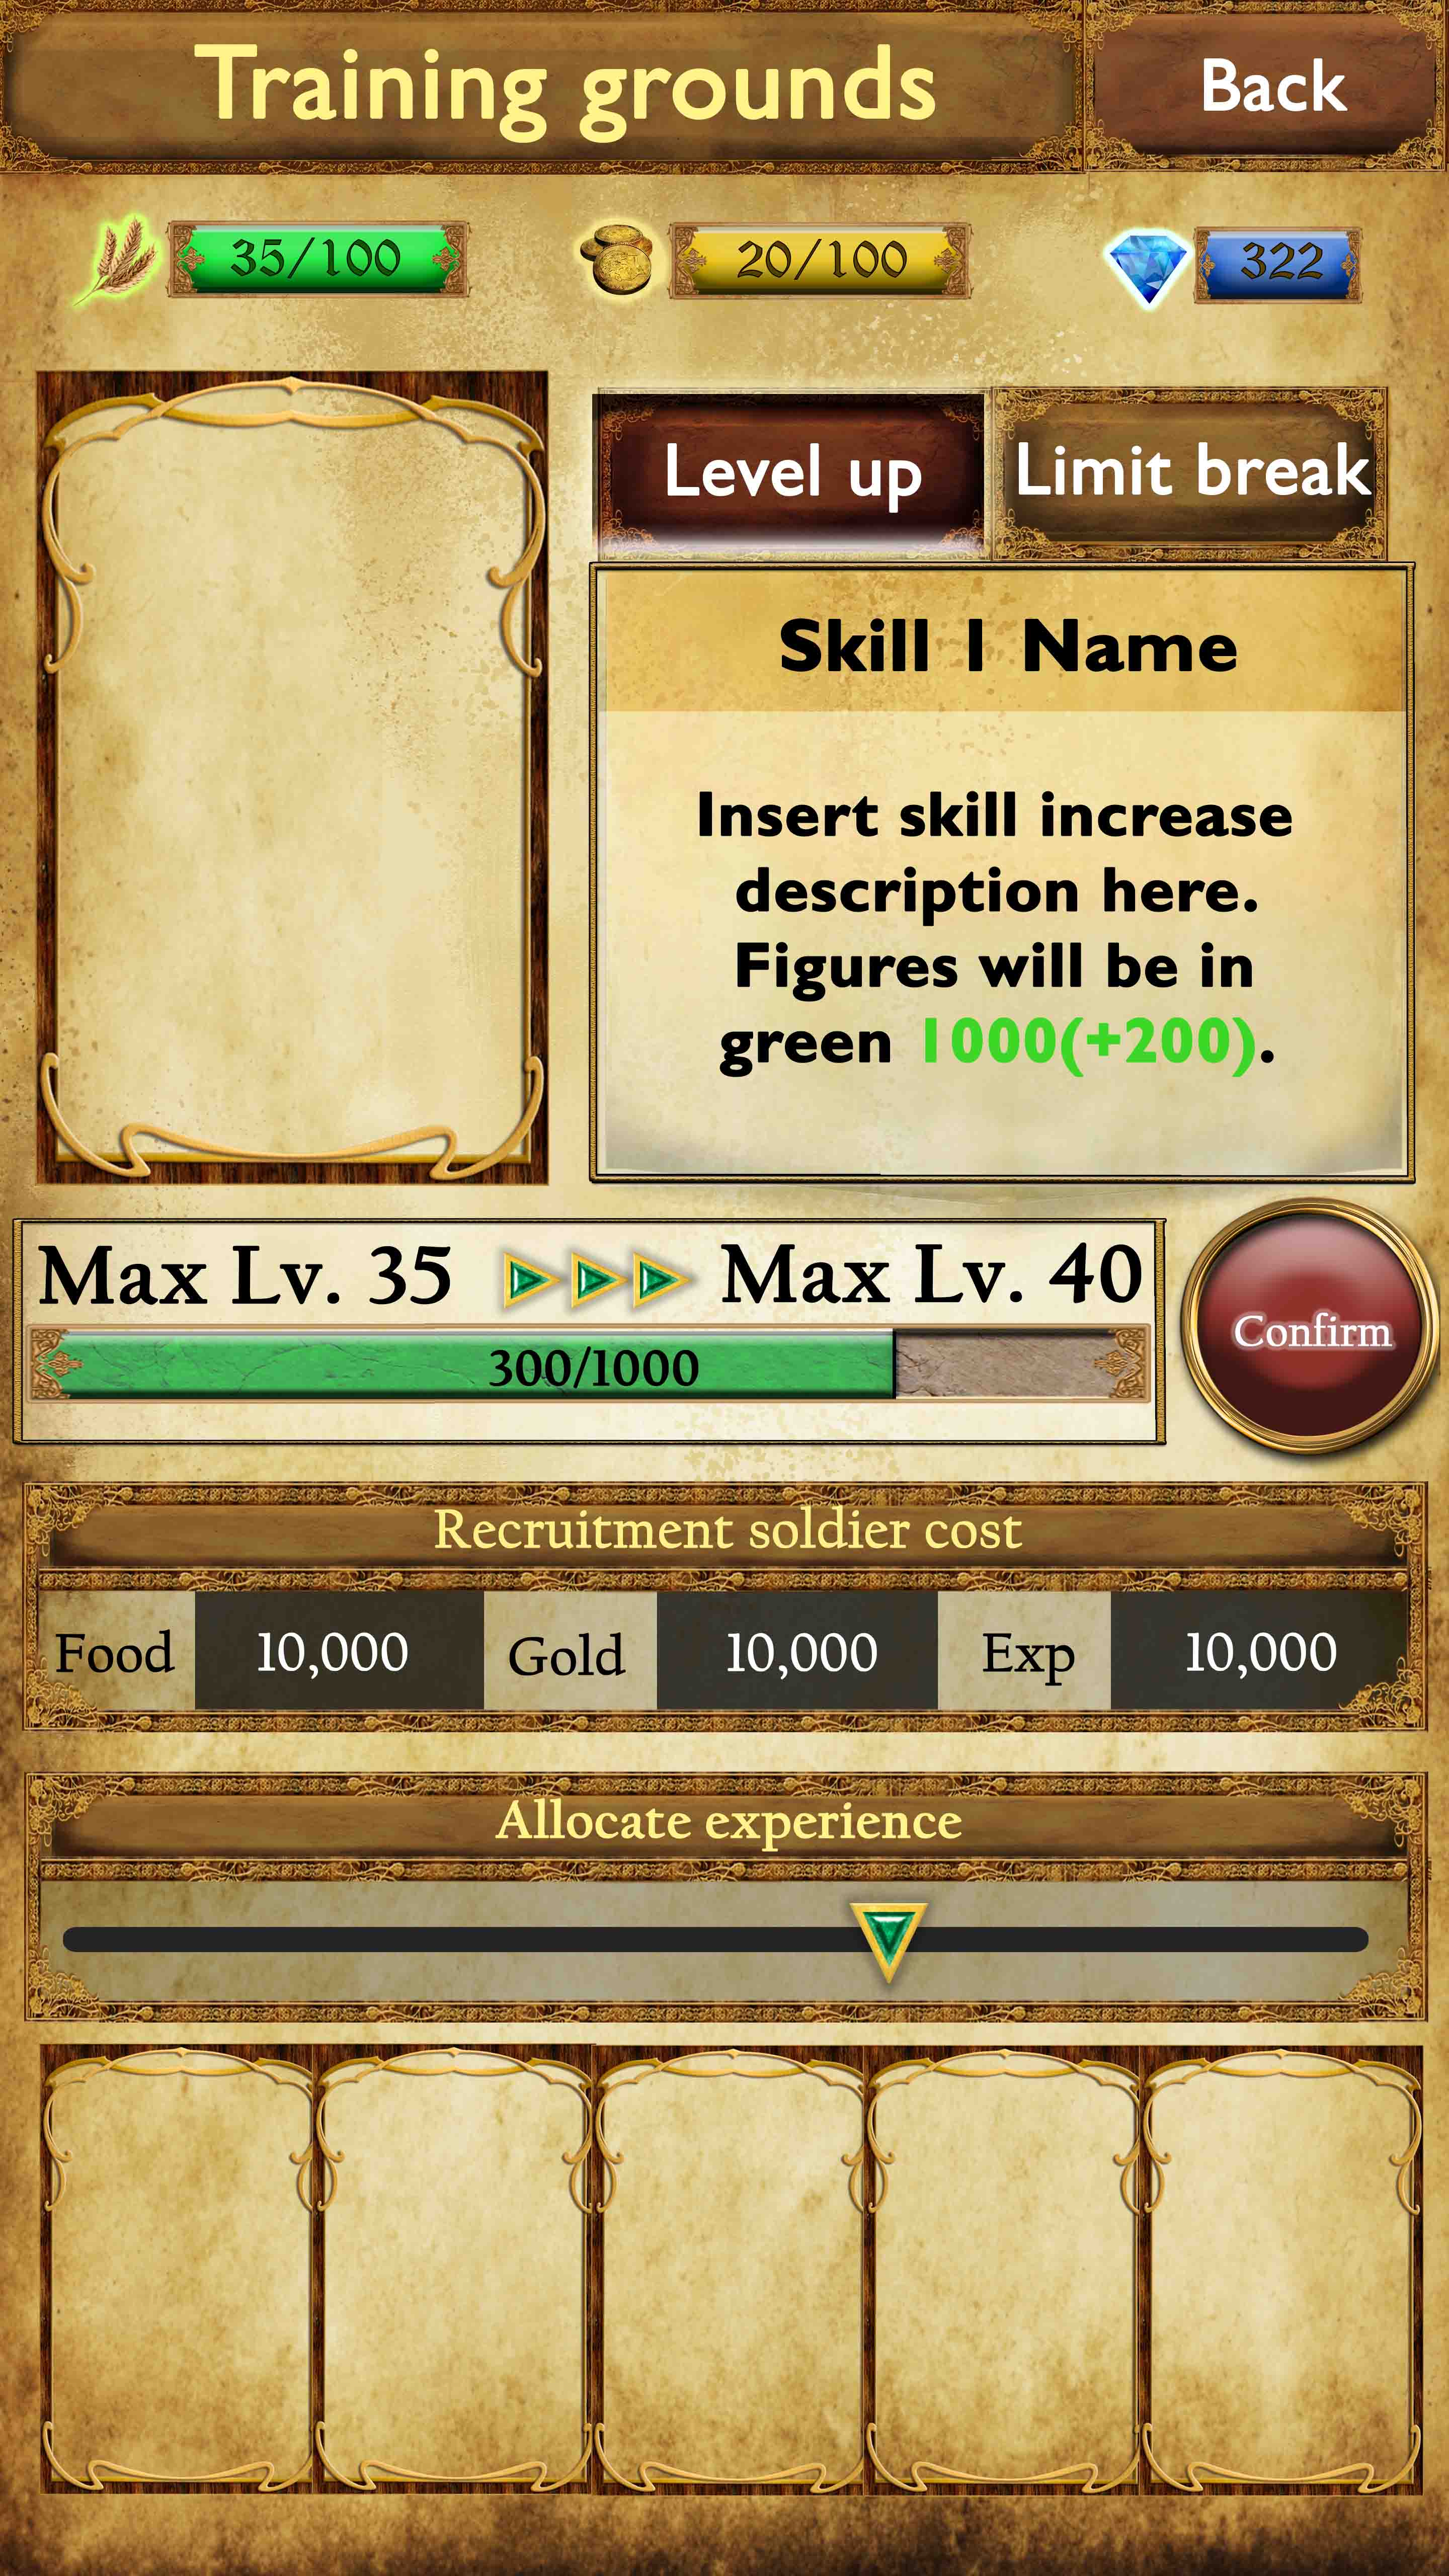 Training grounds
Back
35/100
20/100
322
Level up
Limit break
Skill 1 Name
Insert skill increase
description here.
Figures will be in
green 1000(+200).
Max Lv. 35
Max Lv. 40
300/1000
Confirm
Recruitment soldier cost
Food
10,000
Gold
10,000
Exp
10,000
Allocate experience